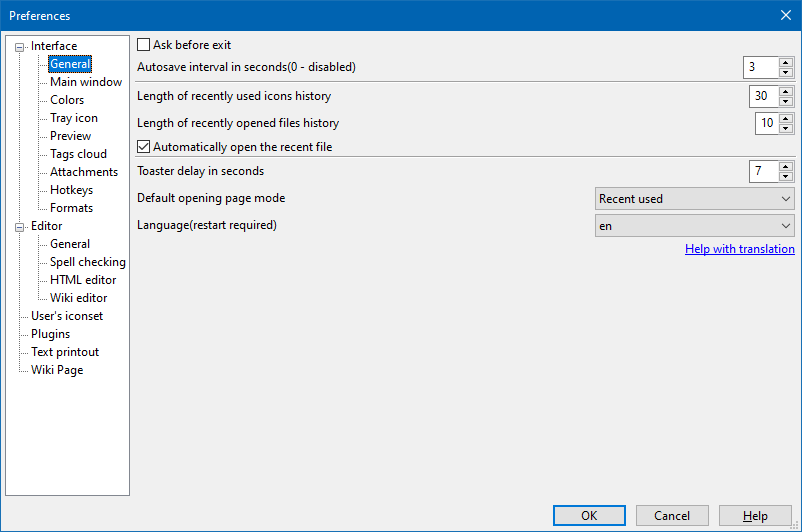 Preferences
Interface
General
Main window
Colors
Tray icon
Preview
Tags cloud
Attachments
Hotkeys
Formats
Editor
General
Spell checking
HTML editor
Wiki editor
User's iconset
Plugins
Text printout
Wiki Page
Ask before exit
Autosave interval in seconds(0 - disabled) 3
Length of recently used icons history 30
Length of recently opened files history 10
Automatically open the recent file
Toaster delay in seconds 7
Default opening page mode Recent used
Language(restart required) en
Help with translation
OK Cancel Help